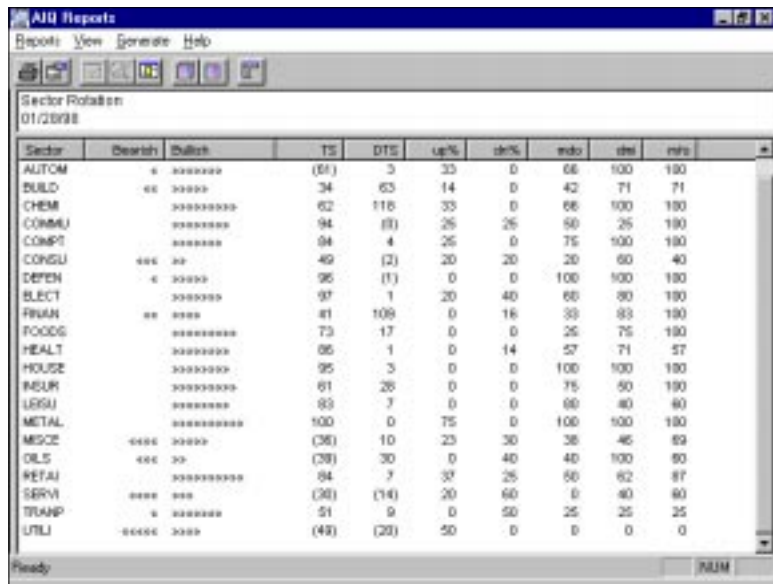 AIQ Reports
Reports View Generate Help
Sector Rotation
01/28/98
Sector Bearish Bullish TS DTS up% dn% mdo dmi mfo
AUTOM « »»»»»»» (61) 3 33 0 66 100 100
BUILD «« »»»»» 34 63 14 0 42 71 71
CHEMI »»»»»»»»» 62 118 33 0 66 100 100
COMMU »»»»»»»» 94 (0) 25 25 50 25 100
COMPT »»»»»»» 84 4 25 0 75 100 100
CONSU ««« »» 49 (2) 20 20 20 60 40
DEFEN « »»»»» 96 (1) 0 0 100 100 100
ELECT »»»»»»» 97 1 20 40 60 80 100
FINAN «« »»»» 41 109 0 16 33 83 100
FOODS »»»»»»»»» 73 17 0 0 25 75 100
HEALT »»»»»»»» 86 1 0 14 57 71 57
HOUSE »»»»»»»» 95 3 0 0 100 100 100
INSUR »»»»»»»»» 61 28 0 0 75 50 100
LEISU »»»»»»»» 83 7 0 0 80 40 60
METAL »»»»»»»»»» 100 0 75 0 100 100 100
MISCE «««« »»»»» (36) 10 23 30 38 46 69
OILS ««« »» (39) 30 0 40 40 100 60
RETAI »»»»»»»»»» 84 7 37 25 50 62 87
SERVI «««« »»» (30) (14) 20 60 0 40 60
TRANP « »»»»»»» 51 9 0 50 25 25 25
UTILI ««««« »»»» (49) (20) 50 0 0 0 0
Ready NUM